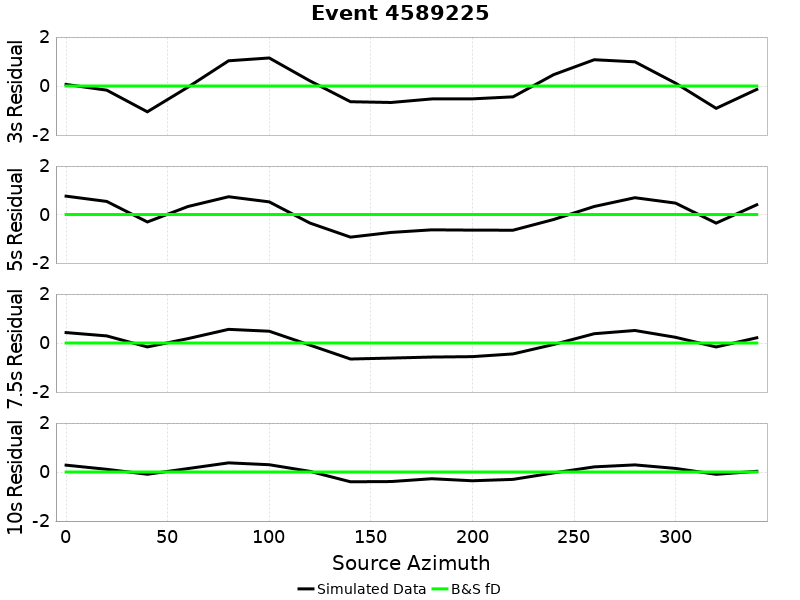 Event 4589225
3s Residual
2
0
-2
5s Residual
2
0
-2
7.5s Residual
2
0
-2
10s Residual
2
0
-2
0 50 100 150 200 250 300
Source Azimuth
Simulated Data B&S fD